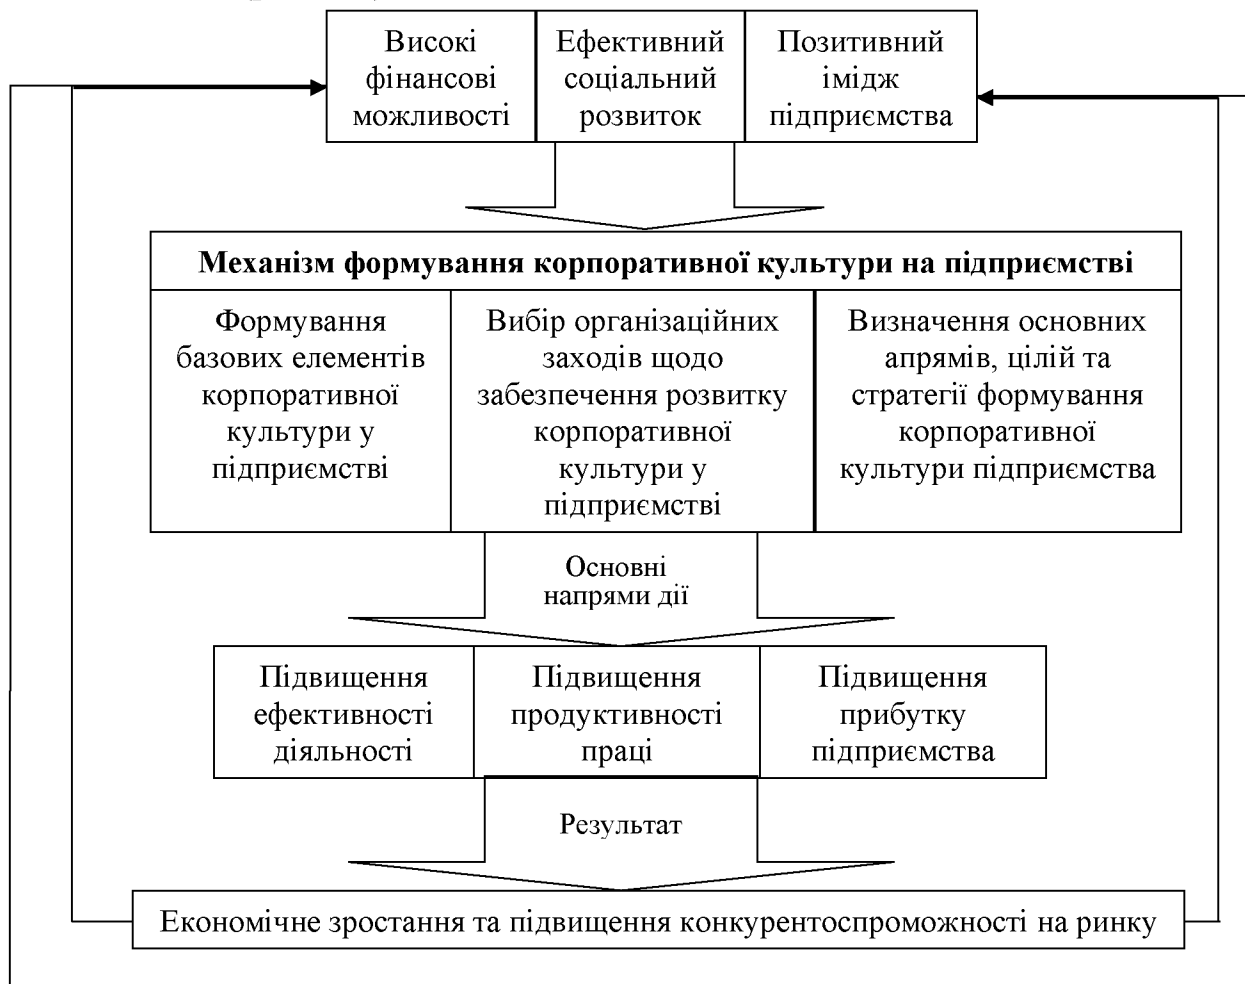 Високі
фінансові
можливості
Ефективний
соціальний
розвиток
Позитивний
імідж
підприємства
Механізм формування корпоративної культури на підприємстві
Формування
базових елементів
корпоративної
культури у
підприємстві
Вибір організаційних
заходів щодо
забезпечення розвитку
корпоративної
культури у
підприємстві
Визначення основних
апрямів, цілій та
стратегії формування
корпоративної
культури підприємства
Основні
напрями дії
Підвищення
ефективності
діяльності
Підвищення
продуктивності
праці
Підвищення
прибутку
підприємства
Результат
Економічне зростання та підвищення конкурентоспроможності на ринку